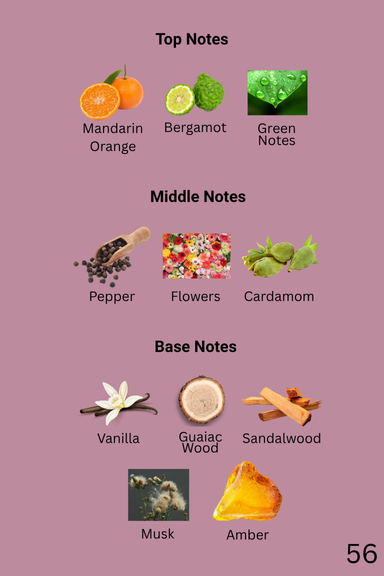 Top Notes
Mandarin Orange
Bergamot
Green Notes
Middle Notes
Pepper
Flowers
Cardamom
Base Notes
Vanilla
Guaiac Wood
Sandalwood
Musk
Amber
56